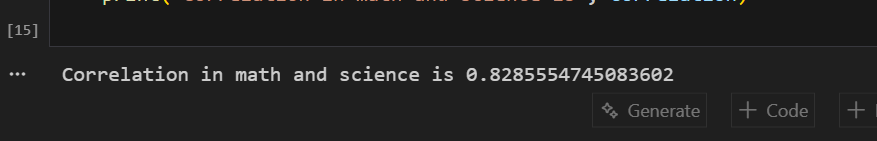 [15]
Correlation in math and science is 0.8285554745083602
Generate
+ Code